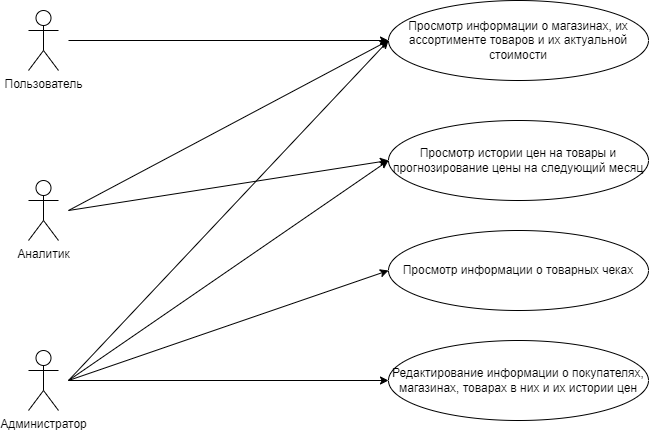 Просмотр информации о магазинах, их
ассортименте товаров и их актуальной
стоимости
Пользователь
Просмотр истории цен на товары и
прогнозирование цены на следующий месяц
Аналитик
Просмотр информации о товарных чеках
Редактирование информации о покупателях,
магазинах, товарах в них и их истории цен
Администратор